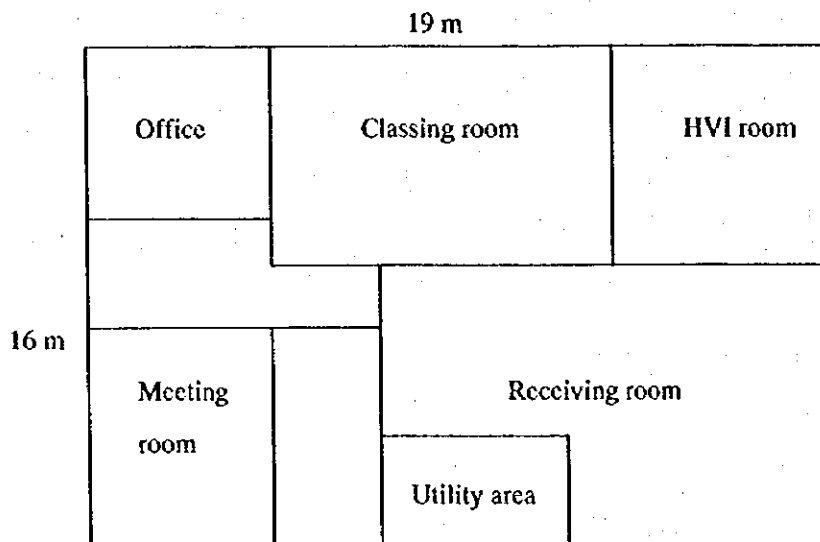 19 m
Office
Classing room
HVI room
16 m
Meeting
room
Receiving room
Utility area